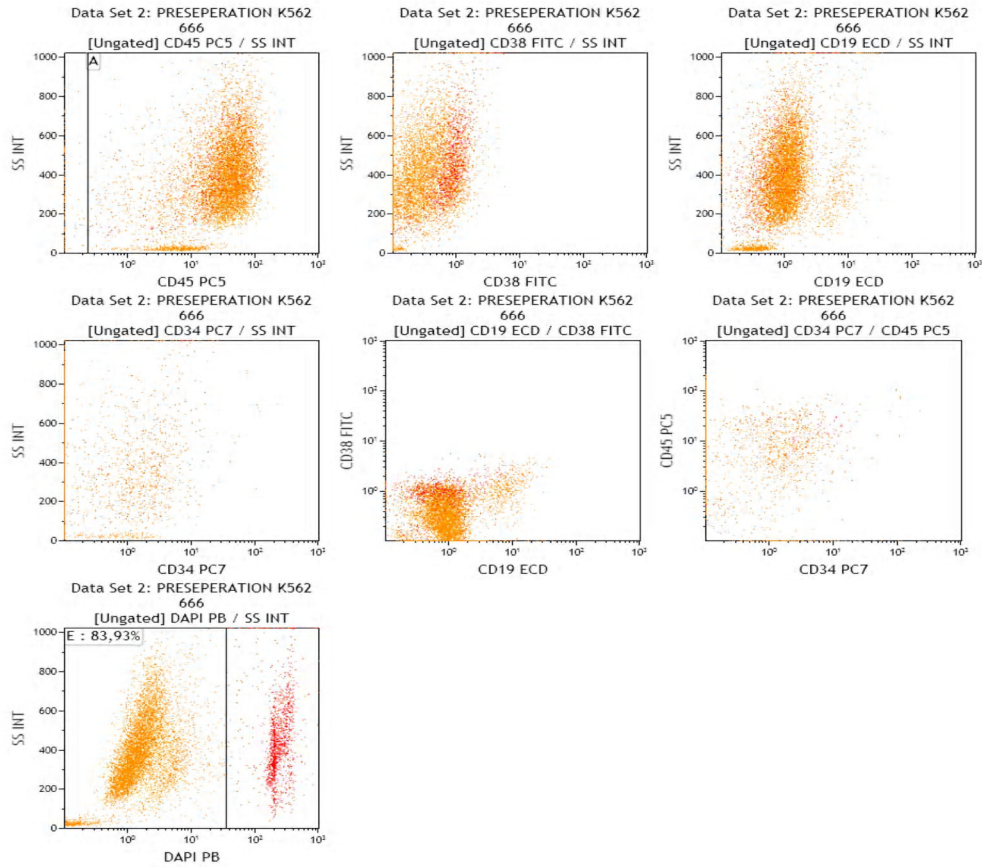 Data Set 2: PRESEPERATION K562
666
[Ungated] CD45 PC5 / SS INT
A
1000
800
600
400
200
0
SS INT
10⁰
10¹
10²
10³
CD45 PC5
Data Set 2: PRESEPERATION K562
666
[Ungated] CD38 FITC / SS INT
1000
800
600
400
200
0
SS INT
10⁰
10¹
10²
10³
CD38 FITC
Data Set 2: PRESEPERATION K562
666
[Ungated] CD19 ECD / SS INT
1000
800
600
400
200
0
SS INT
10⁰
10¹
10²
10³
CD19 ECD
Data Set 2: PRESEPERATION K562
666
[Ungated] CD34 PC7 / SS INT
1000
800
600
400
200
0
SS INT
10⁰
10¹
10²
10³
CD34 PC7
Data Set 2: PRESEPERATION K562
666
[Ungated] CD19 ECD / CD38 FITC
10³
10²
10¹
10⁰
CD38 FITC
10⁰
10¹
10²
10³
CD19 ECD
Data Set 2: PRESEPERATION K562
666
[Ungated] CD34 PC7 / CD45 PC5
10³
10²
10¹
10⁰
CD45 PC5
10⁰
10¹
10²
10³
CD34 PC7
Data Set 2: PRESEPERATION K562
666
[Ungated] DAPI PB / SS INT
E : 83,93%
1000
800
600
400
200
0
SS INT
10⁰
10¹
10²
10³
DAPI PB